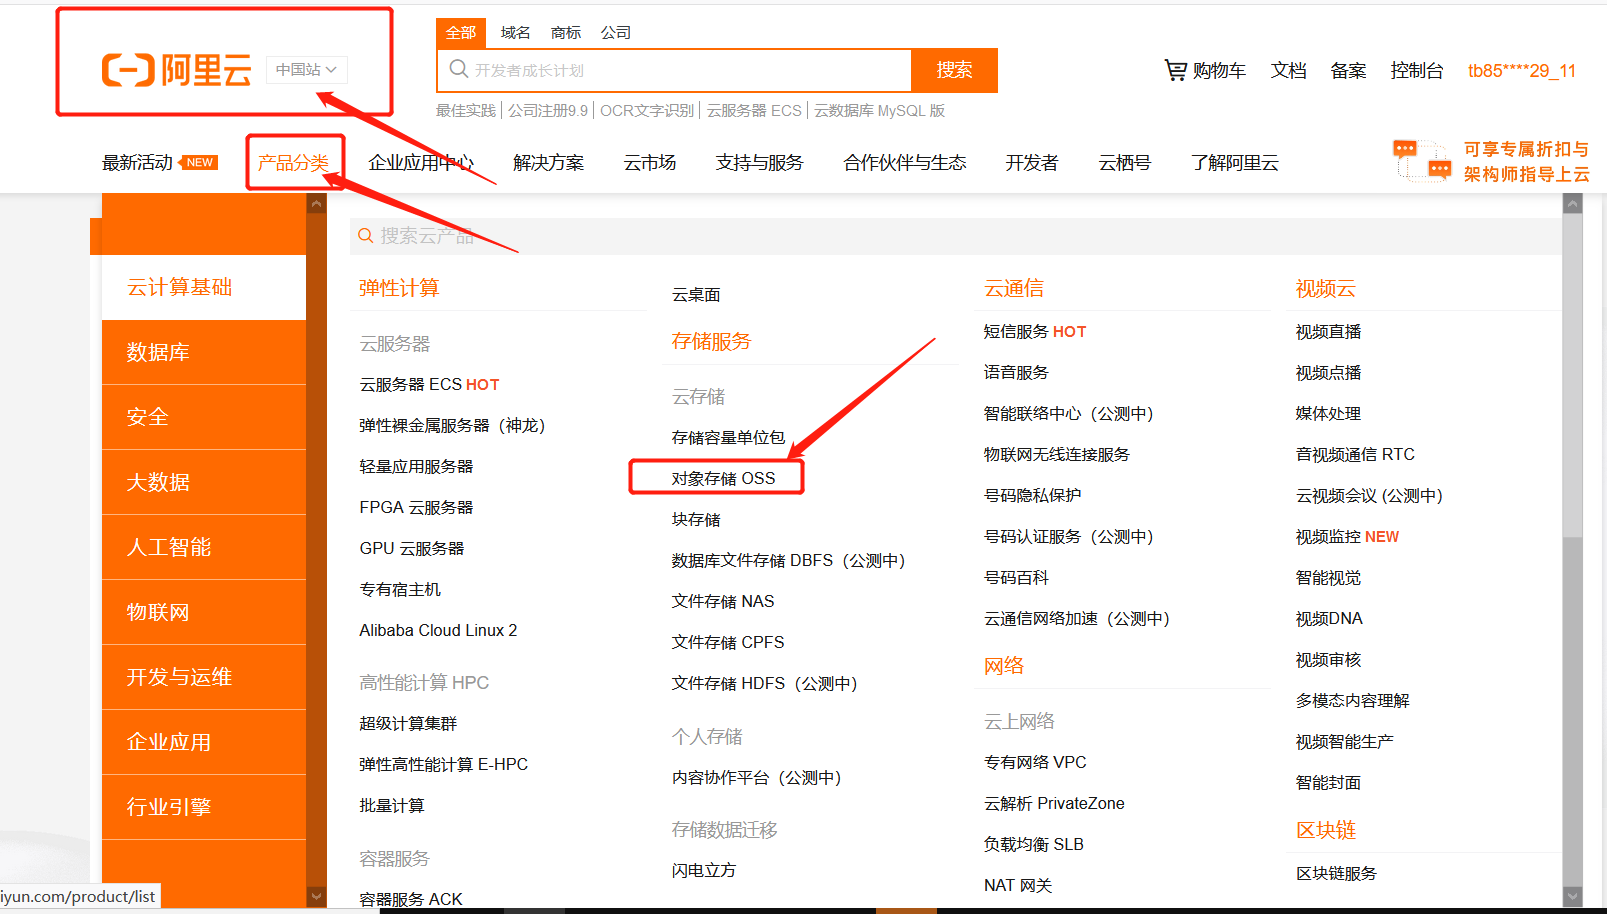 阿里云
中国站
全部 域名 商标 公司
开发者成长计划
搜索
最佳实践 公司注册9.9 OCR文字识别 云服务器 ECS 云数据库 MySQL 版
购物车 文档 备案 控制台 tb85****29_11
最新活动 NEW 产品分类 企业应用中心 解决方案 云市场 支持与服务 合作伙伴与生态 开发者 云栖号 了解阿里云
可享专属折扣与
架构师指导上云
搜索云产品
云计算基础
数据库
安全
大数据
人工智能
物联网
开发与运维
企业应用
行业引擎
弹性计算
云服务器
云服务器 ECS HOT
弹性裸金属服务器（神龙）
轻量应用服务器
FPGA 云服务器
GPU 云服务器
专有宿主机
Alibaba Cloud Linux 2
高性能计算 HPC
超级计算集群
弹性高性能计算 E-HPC
批量计算
容器服务
容器服务 ACK
云桌面
存储服务
云存储
存储容量单位包
对象存储 OSS
块存储
数据库文件存储 DBFS（公测中）
文件存储 NAS
文件存储 CPFS
文件存储 HDFS（公测中）
个人存储
内容协作平台（公测中）
存储数据迁移
闪电立方
云通信
短信服务 HOT
语音服务
智能联络中心（公测中）
物联网无线连接服务
号码隐私保护
号码认证服务（公测中）
号码百科
云通信网络加速（公测中）
网络
云上网络
专有网络 VPC
云解析 PrivateZone
负载均衡 SLB
NAT 网关
视频云
视频直播
视频点播
媒体处理
音视频通信 RTC
云视频会议 (公测中)
视频监控 NEW
智能视觉
视频DNA
视频审核
多模态内容理解
视频智能生产
智能封面
区块链
区块链服务
iyun.com/product/list